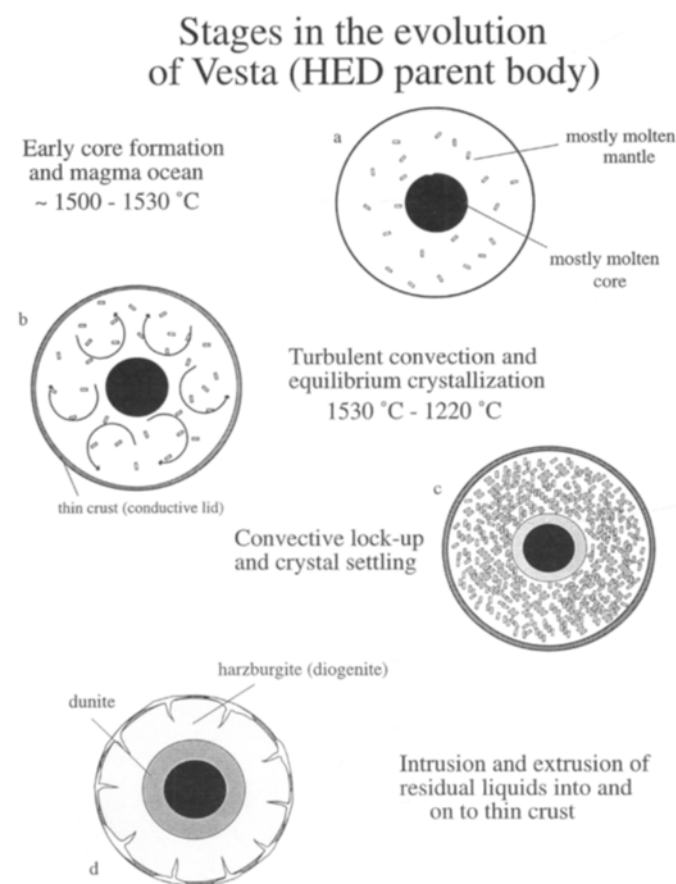 Stages in the evolution
of Vesta (HED parent body)
a
mostly molten
mantle
Early core formation
and magma ocean
~ 1500 - 1530 °C
mostly molten
core
b
Turbulent convection and
equilibrium crystallization
1530 °C - 1220 °C
thin crust (conductive lid)
c
Convective lock-up
and crystal settling
harzburgite (diogenite)
dunite
Intrusion and extrusion of
residual liquids into and
on to thin crust
d